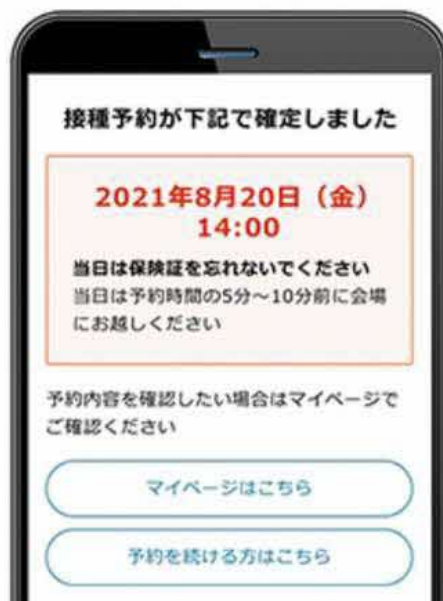 接種予約が下記で確定しました
2021年8月20日（金）
14:00
当日は保険証を忘れないでください
当日は予約時間の5分～10分前に会場
にお越しください
予約内容を確認したい場合はマイページで
ご確認ください
マイページはこちら
予約を続ける方はこちら